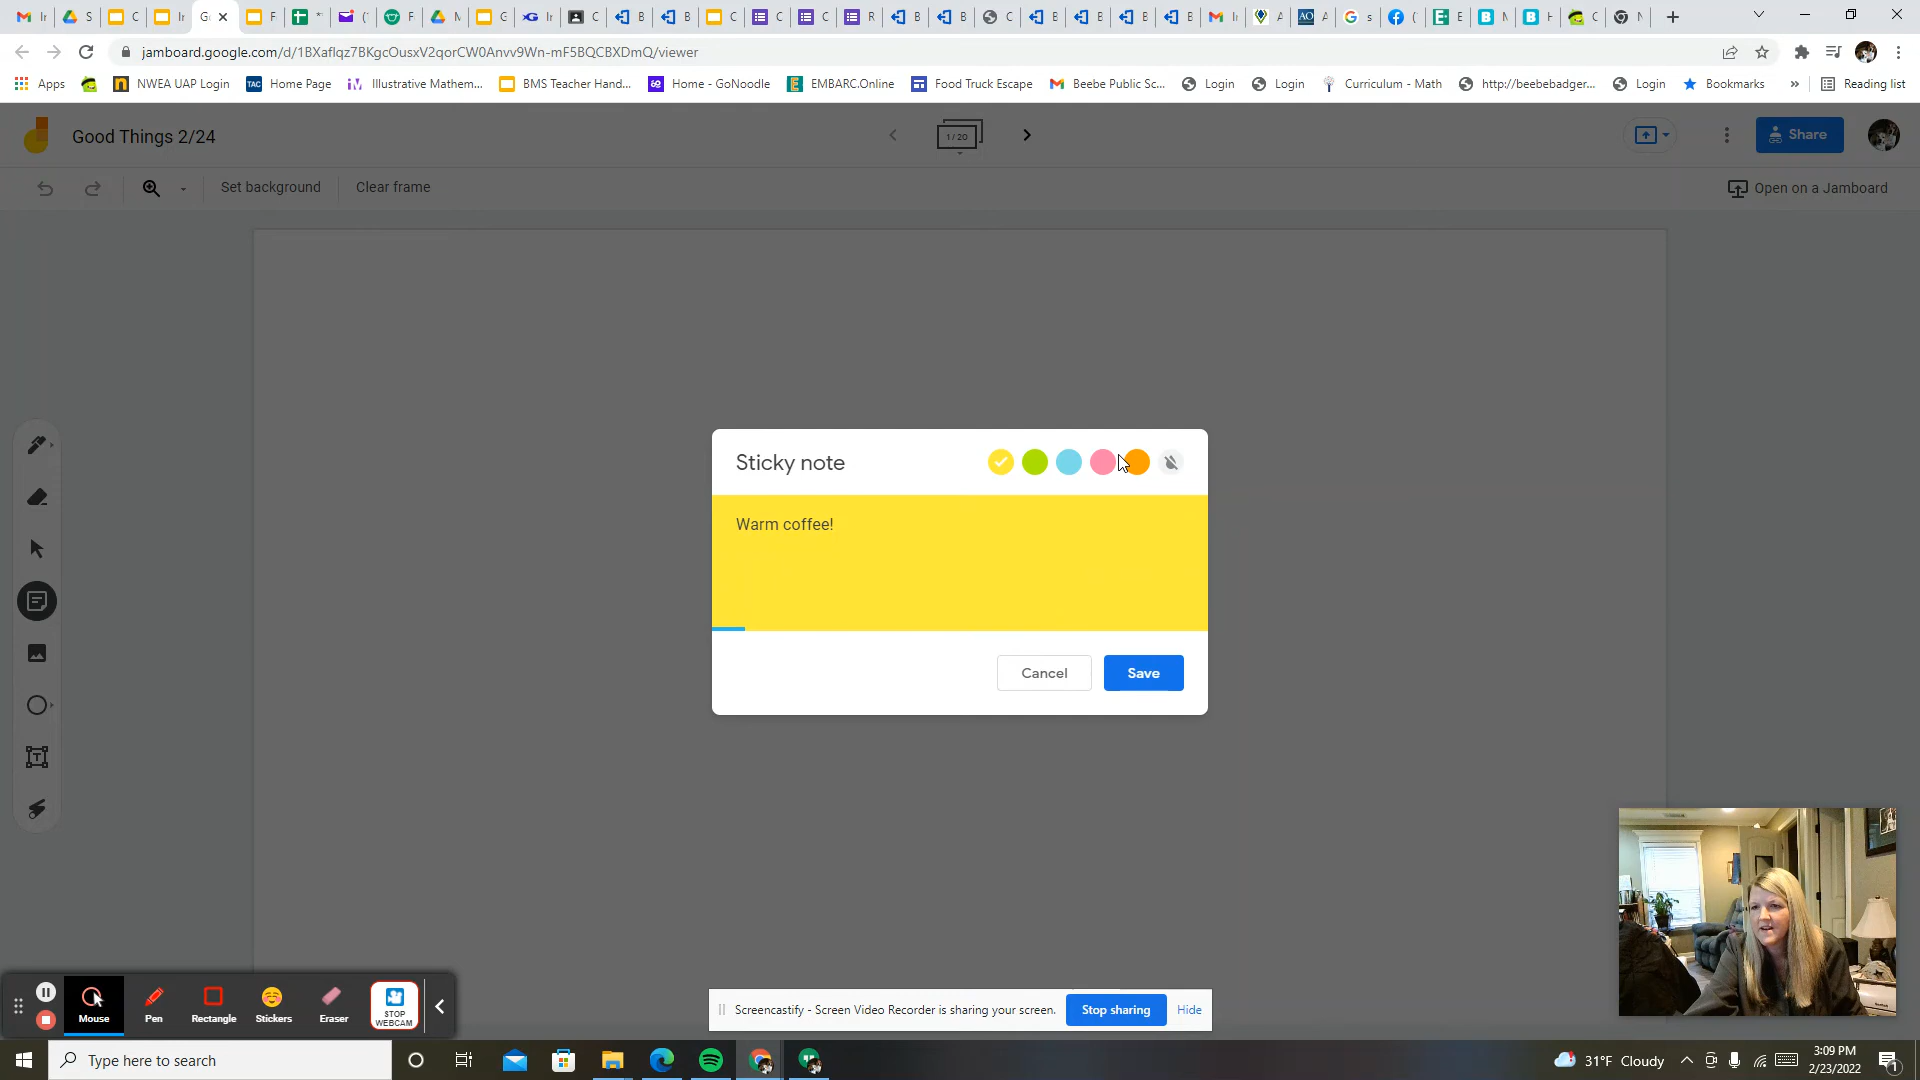 jamboard.google.com/d/1BXaflqz7BKgcOusxV2qorCW0Anvv9Wn-mF5BQCBXDmQ/viewer
Apps NWEA UAP Login Home Page Illustrative Mathem... BMS Teacher Hand... Home - GoNoodle EMBARC.Online Food Truck Escape Beebe Public Sc... Login Login Curriculum - Math http://beebebadger... Login Bookmarks » Reading list
Good Things 2/24
1 / 20
Share
Set background Clear frame
Open on a Jamboard
Sticky note
Warm coffee!
Cancel Save
Mouse Pen Rectangle Stickers Eraser STOP WEBCAM
Screencastify - Screen Video Recorder is sharing your screen. Stop sharing Hide
Type here to search
31°F Cloudy
3:09 PM
2/23/2022